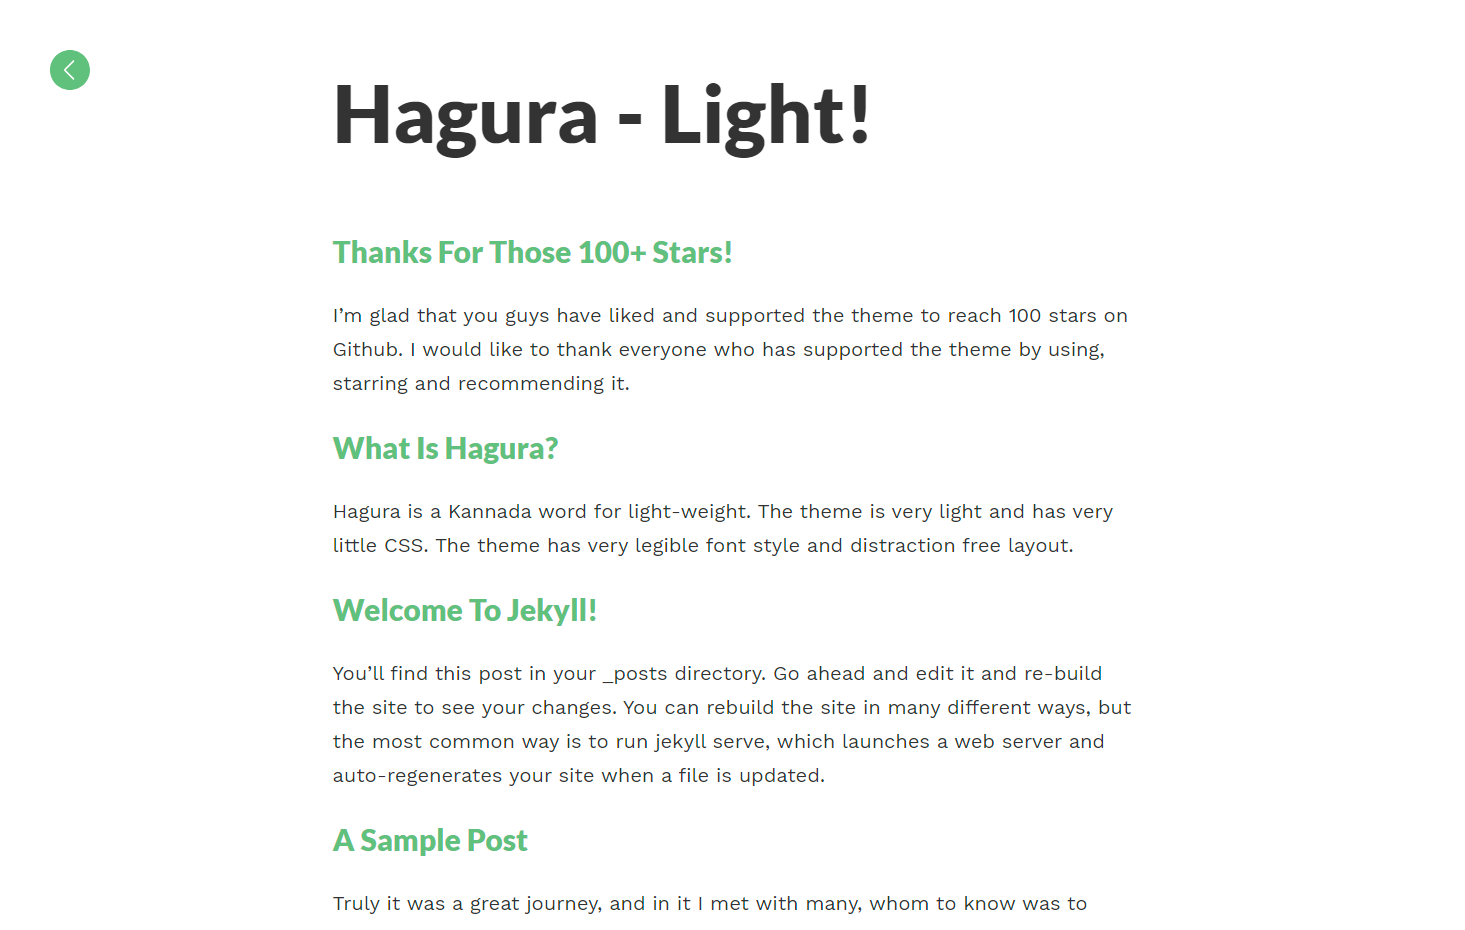 Hagura - Light!
Thanks For Those 100+ Stars!
I’m glad that you guys have liked and supported the theme to reach 100 stars on
Github. I would like to thank everyone who has supported the theme by using,
starring and recommending it.
What Is Hagura?
Hagura is a Kannada word for light-weight. The theme is very light and has very
little CSS. The theme has very legible font style and distraction free layout.
Welcome To Jekyll!
You’ll find this post in your _posts directory. Go ahead and edit it and re-build
the site to see your changes. You can rebuild the site in many different ways, but
the most common way is to run jekyll serve, which launches a web server and
auto-regenerates your site when a file is updated.
A Sample Post
Truly it was a great journey, and in it I met with many, whom to know was to